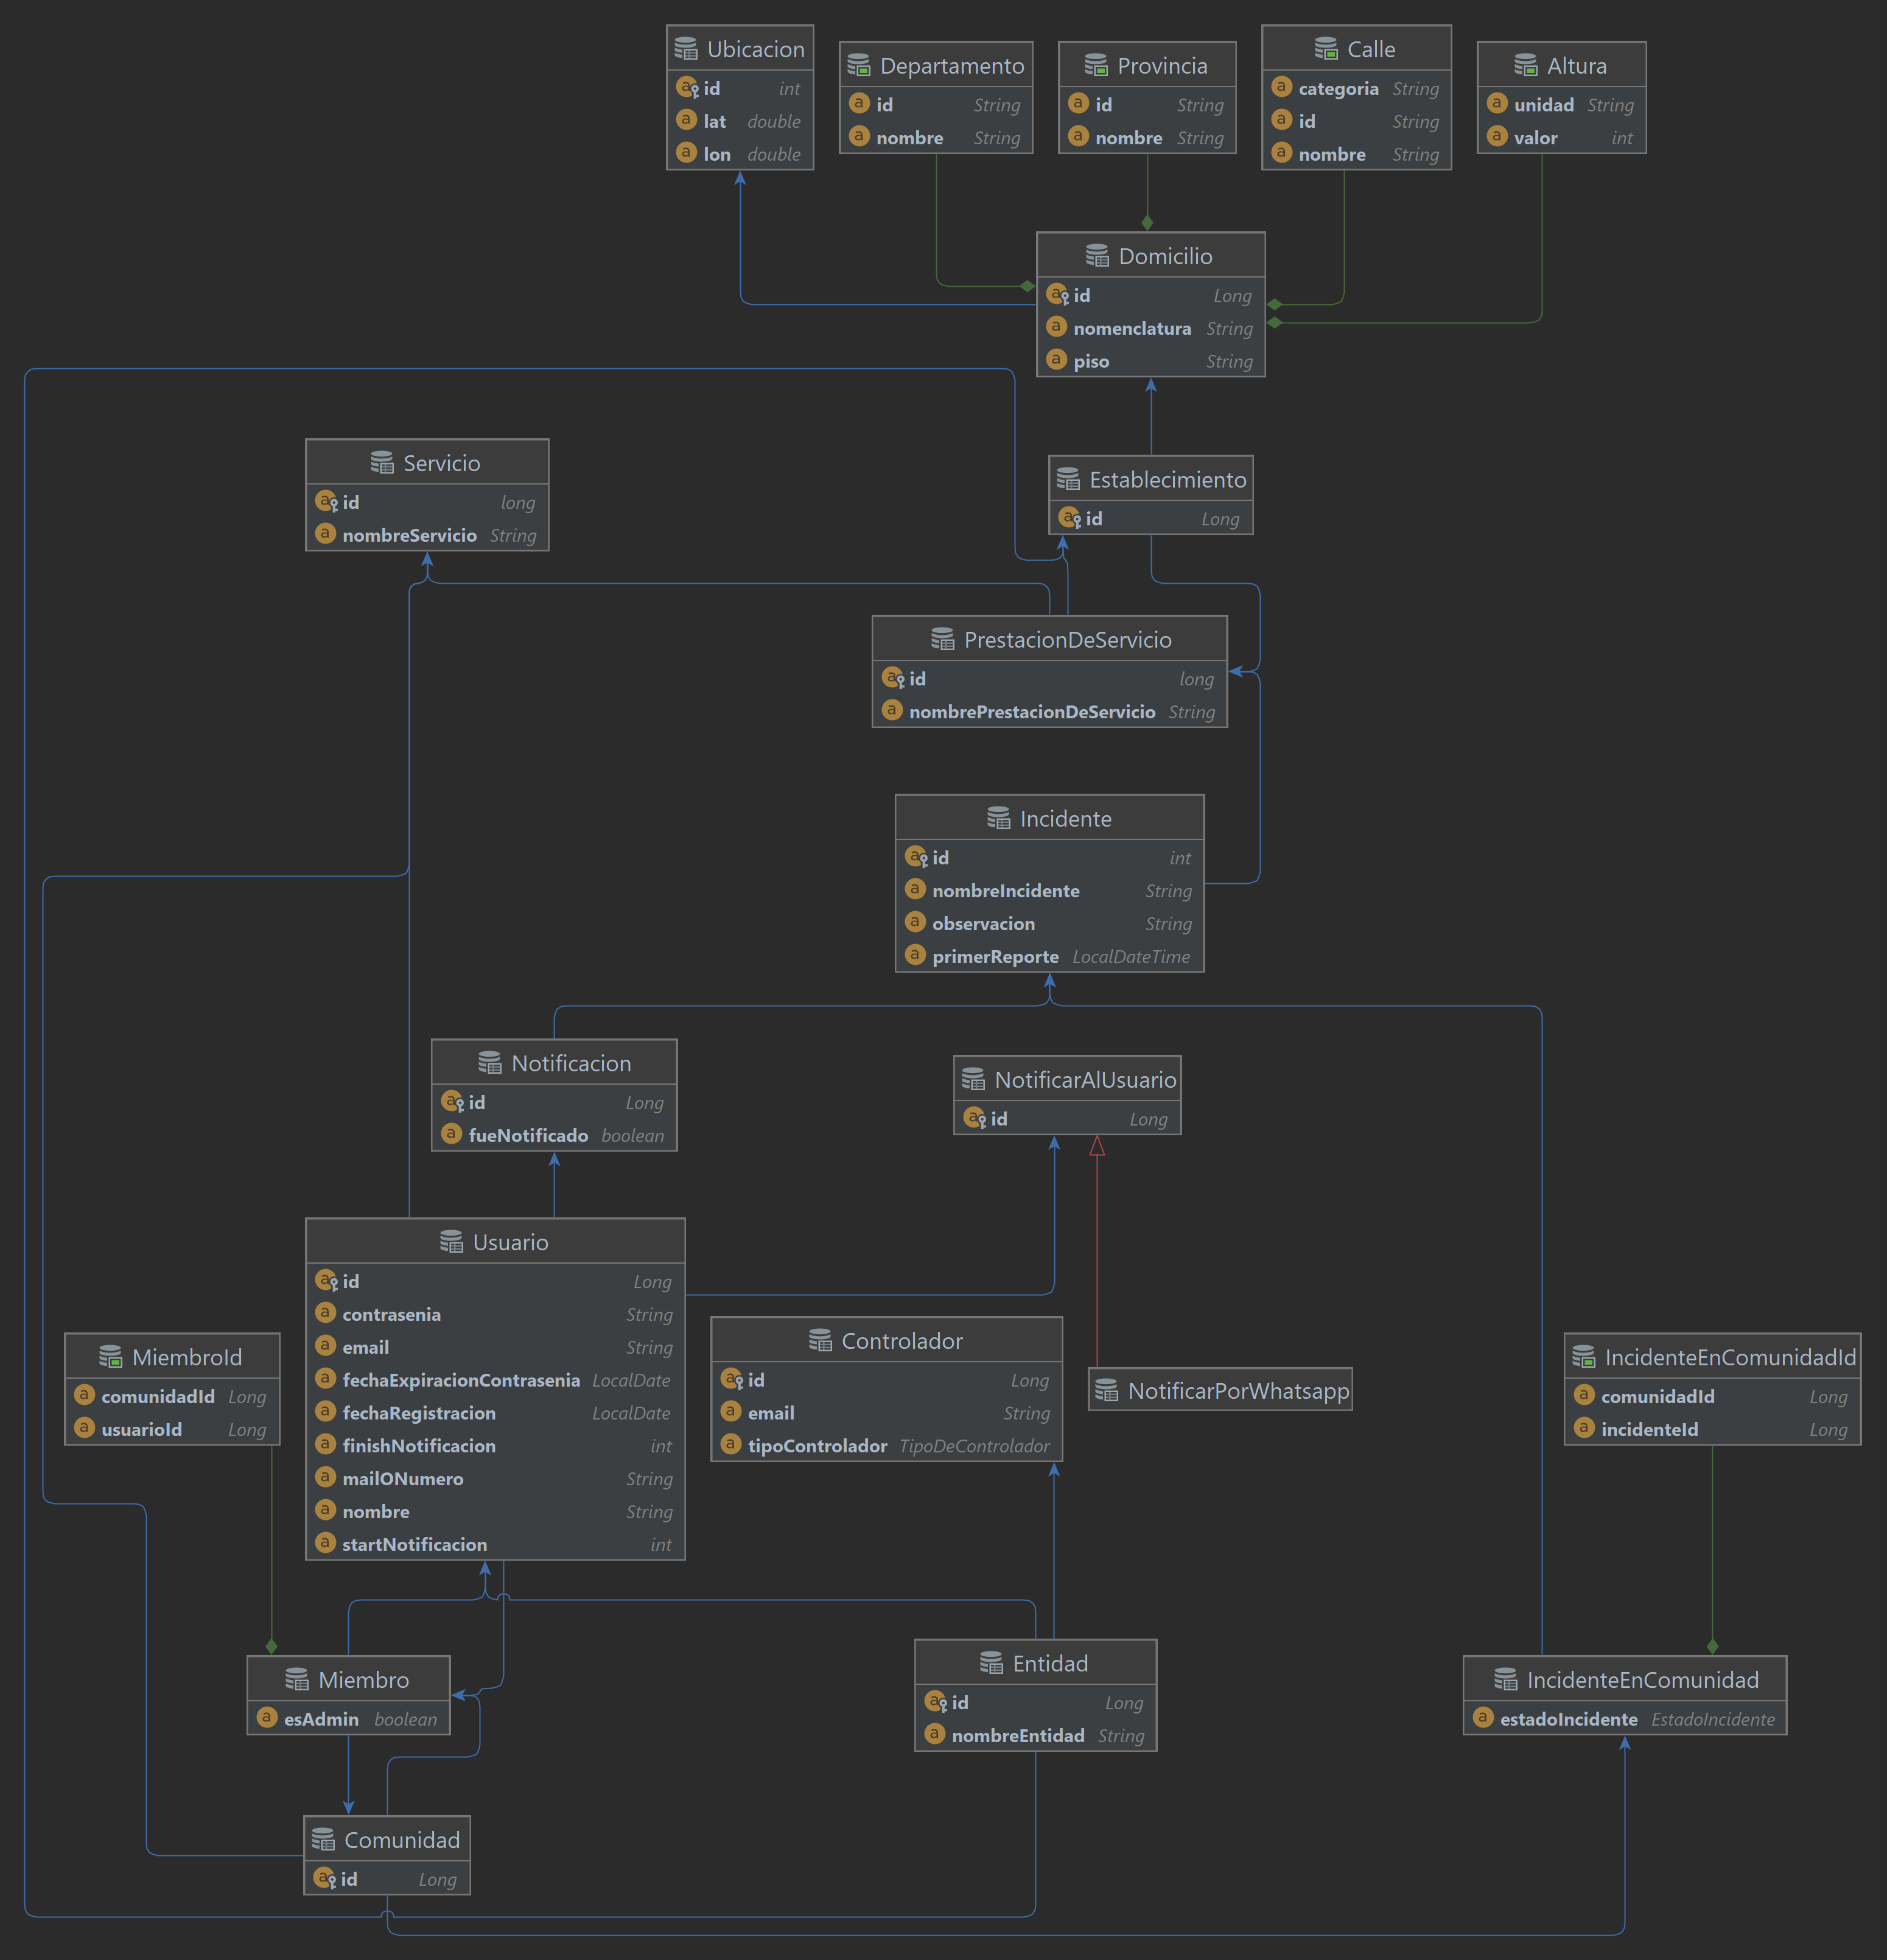 Ubicacion
id int
lat double
lon double
Departamento
id String
nombre String
Provincia
id String
nombre String
Calle
categoria String
id String
nombre String
Altura
unidad String
valor int
Domicilio
id Long
nomenclatura String
piso String
Servicio
id long
nombreServicio String
Establecimiento
id Long
PrestacionDeServicio
id long
nombrePrestacionDeServicio String
Incidente
id int
nombreIncidente String
observacion String
primerReporte LocalDateTime
Notificacion
id Long
fueNotificado boolean
NotificarAlUsuario
id Long
Usuario
id Long
contrasenia String
email String
fechaExpiracionContrasenia LocalDate
fechaRegistracion LocalDate
finishNotificacion int
mailONumero String
nombre String
startNotificacion int
MiembroId
comunidadId Long
usuarioId Long
Controlador
id Long
email String
tipoControlador TipoDeControlador
NotificarPorWhatsapp
IncidenteEnComunidadId
comunidadId Long
incidenteId Long
Miembro
esAdmin boolean
Entidad
id Long
nombreEntidad String
IncidenteEnComunidad
estadoIncidente EstadoIncidente
Comunidad
id Long